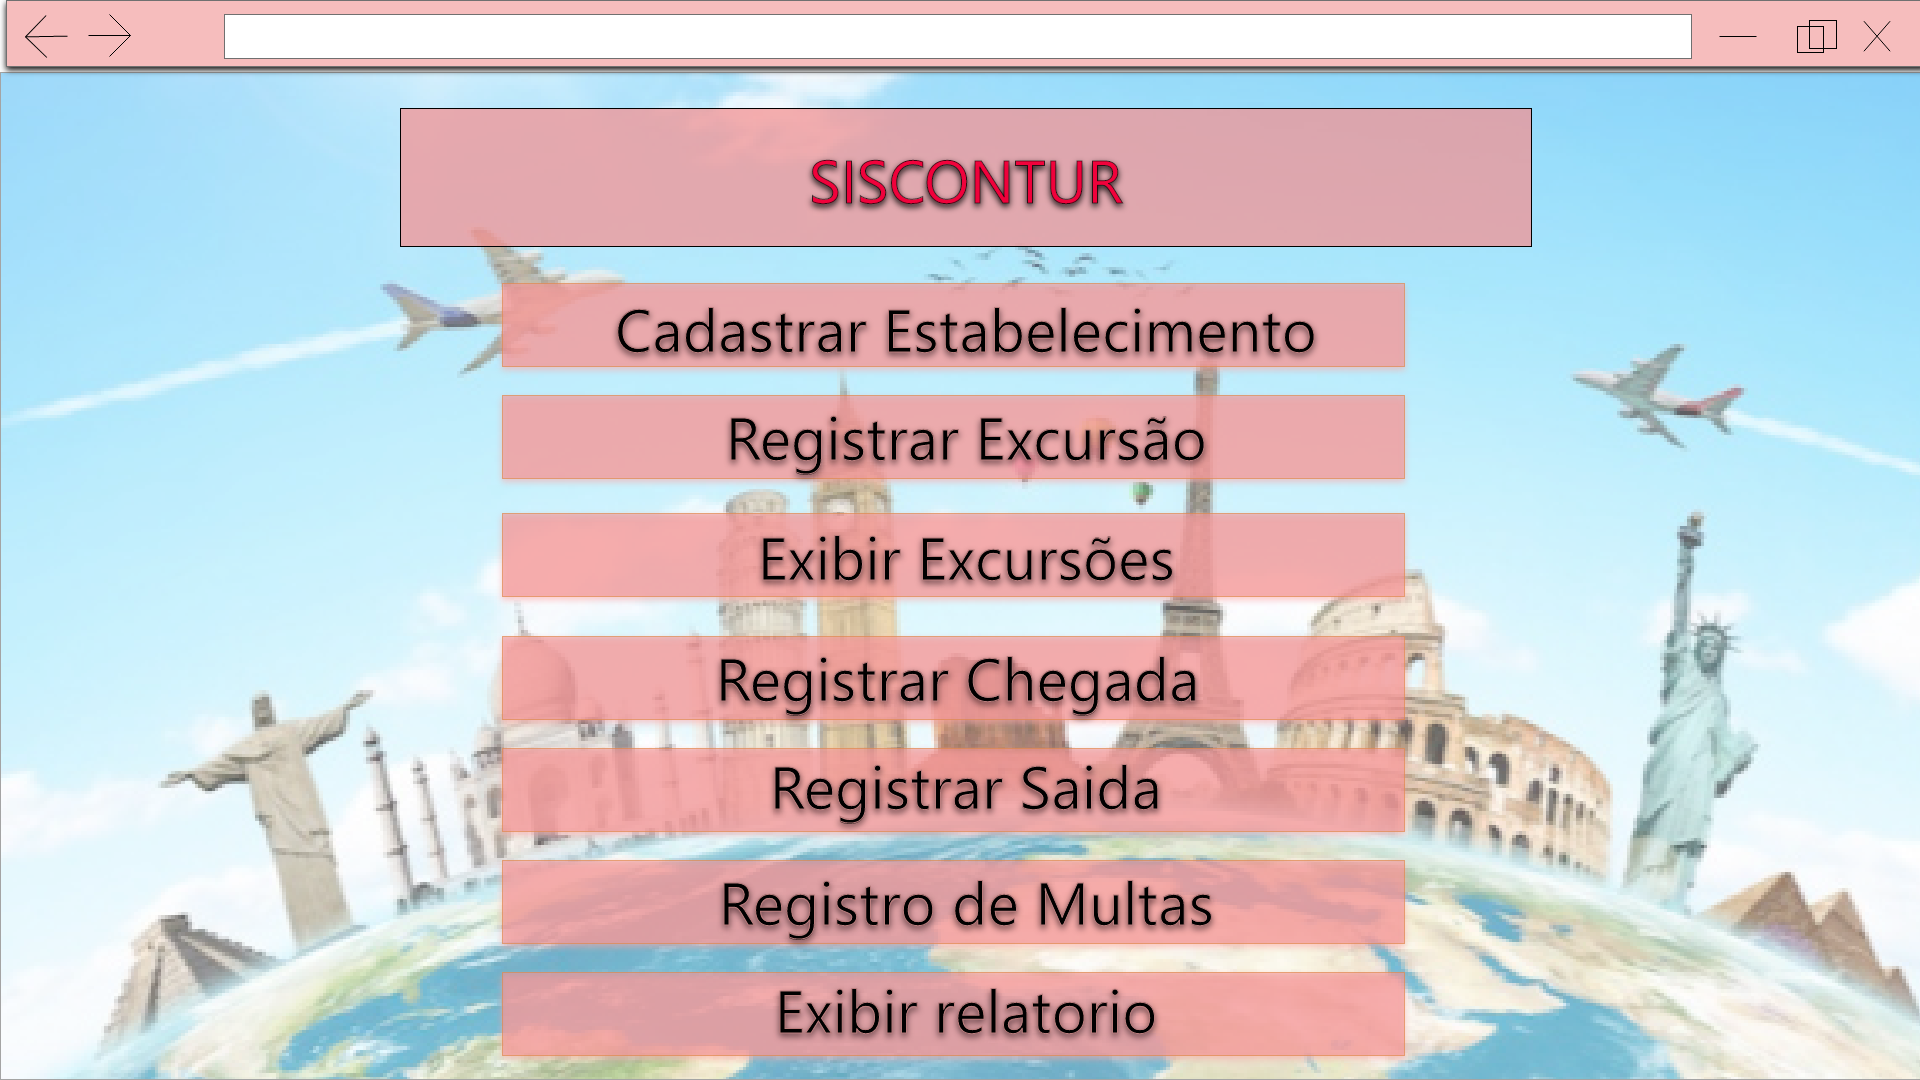 SISCONTUR
Cadastrar Estabelecimento
Registrar Excursão
Exibir Excursões
Registrar Chegada
Registrar Saida
Registro de Multas
Exibir relatorio